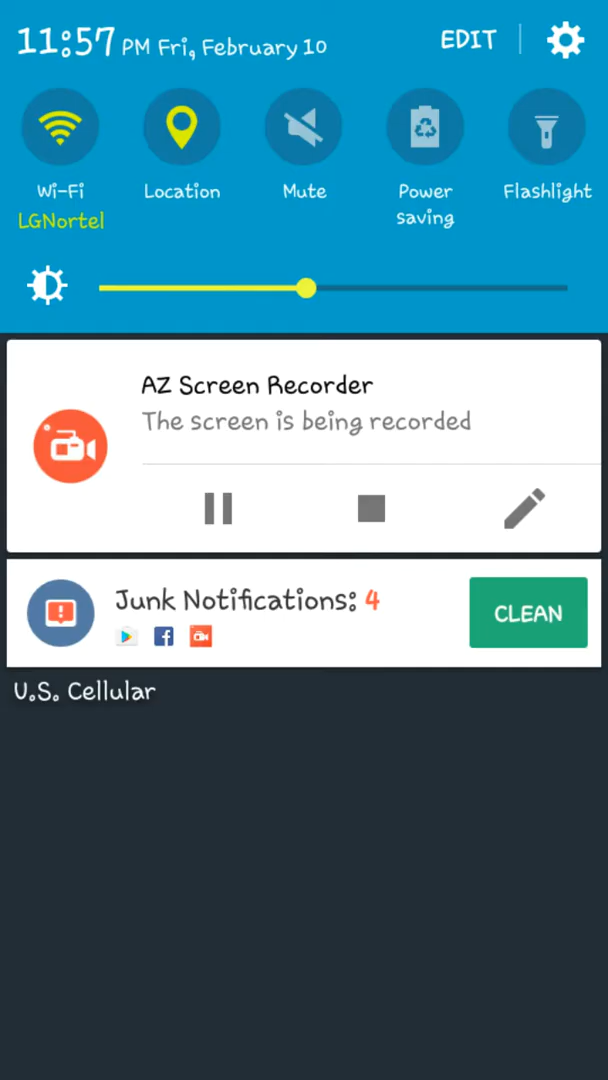 11:57 PM Fri, February 10 EDIT
Wi-Fi Location Mute Power saving Flashlight
LGNortel
AZ Screen Recorder
The screen is being recorded
Junk Notifications: 4
CLEAN
U.S. Cellular